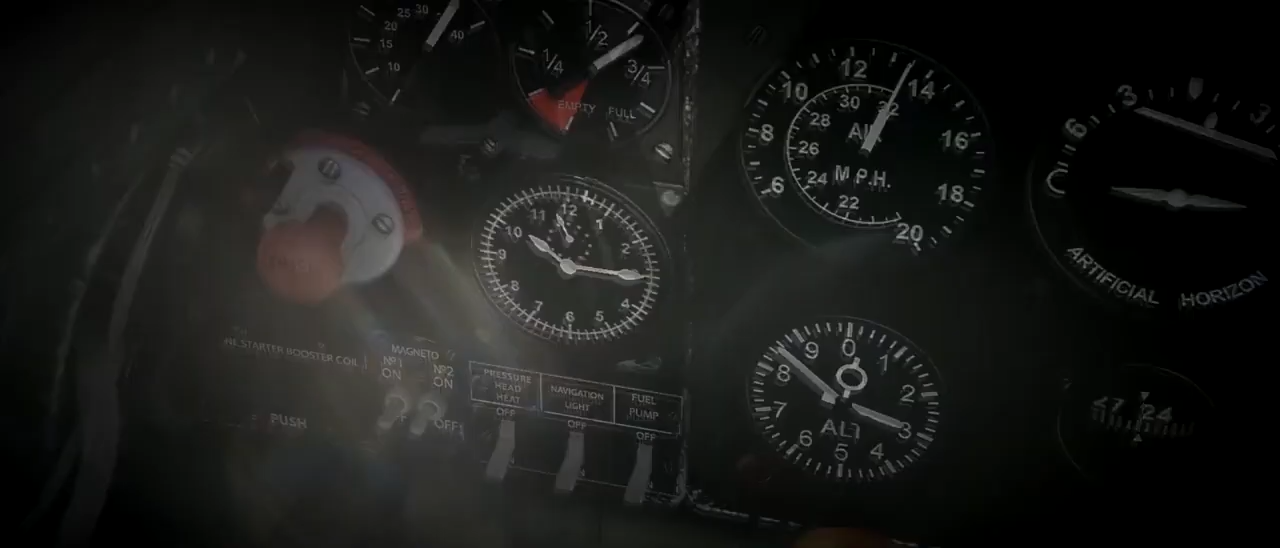 25 30
20 40
15
10
1/2
1/4 3/4
EMPTY FULL
12
11 1
10 2
9
8 4
7 5
6
STARTER BOOSTER COIL
PUSH
MAGNETO
Nº1 Nº2
ON ON
OFF
PRESSURE
HEAD
HEAT
OFF
NAVIGATION
LIGHT
OFF
FUEL
PUMP
OFF
12 14
10 16
8 18
6 20
30 32
28
26
24
22
M.P.H.
0
9 1
8 2
7 3
6 4
5
ALT
3 3
6
ARTIFICIAL HORIZON
24